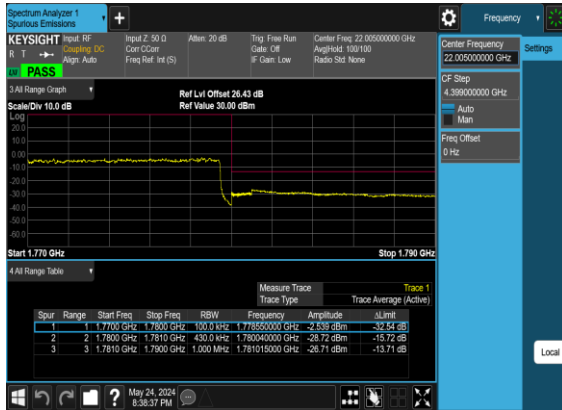 Spectrum Analyzer 1
Spurious Emissions
+
Frequency
KEYSIGHT
R T
LV PASS
Input: RF
Coupling: DC
Align: Auto
Input Z: 50 Ω
Corr CCorr
Freq Ref: Int (S)
Atten: 20 dB
Trig: Free Run
Gate: Off
IF Gain: Low
Center Freq: 22.005000000 GHz
Avg|Hold: 100/100
Radio Std: None
Center Frequency
22.005000000 GHz
Settings
CF Step
4.399000000 GHz
Auto
Man
Freq Offset
0 Hz
3 All Range Graph
Scale/Div 10.0 dB
Ref Lvl Offset 26.43 dB
Ref Value 30.00 dBm
Log
20.0
10.0
0.00
-10.0
-20.0
-30.0
-40.0
-50.0
-60.0
Start 1.770 GHz
Stop 1.790 GHz
4 All Range Table
Measure Trace Trace 1
Trace Type Trace Average (Active)
Spur Range Start Freq Stop Freq RBW Frequency Amplitude ΔLimit
1 1 1.7700 GHz 1.7800 GHz 100.0 kHz 1.778550000 GHz -2.539 dBm -32.54 dB
2 2 1.7800 GHz 1.7810 GHz 430.0 kHz 1.780040000 GHz -28.72 dBm -15.72 dB
3 3 1.7810 GHz 1.7900 GHz 1.000 MHz 1.781015000 GHz -26.71 dBm -13.71 dB
Local
?
May 24, 2024
8:38:37 PM